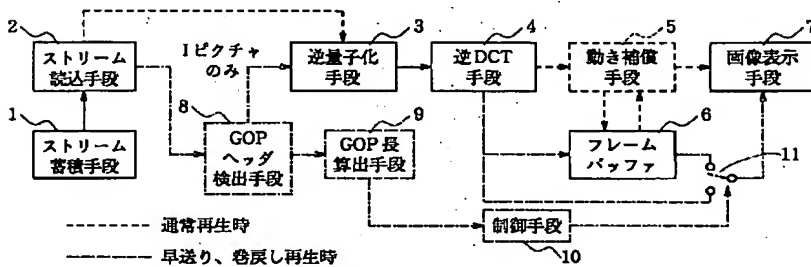 2
ストリーム
読込手段
1
ストリーム
蓄積手段
Iピクチャ
のみ
3
逆量子化
手段
4
逆DCT
手段
5
動き補償
手段
7
画像表示
手段
8
GOP
ヘッダ
検出手段
9
GOP長
算出手段
6
フレーム
バッファ
11
制御手段
10
通常再生時
早送り、巻戻し再生時